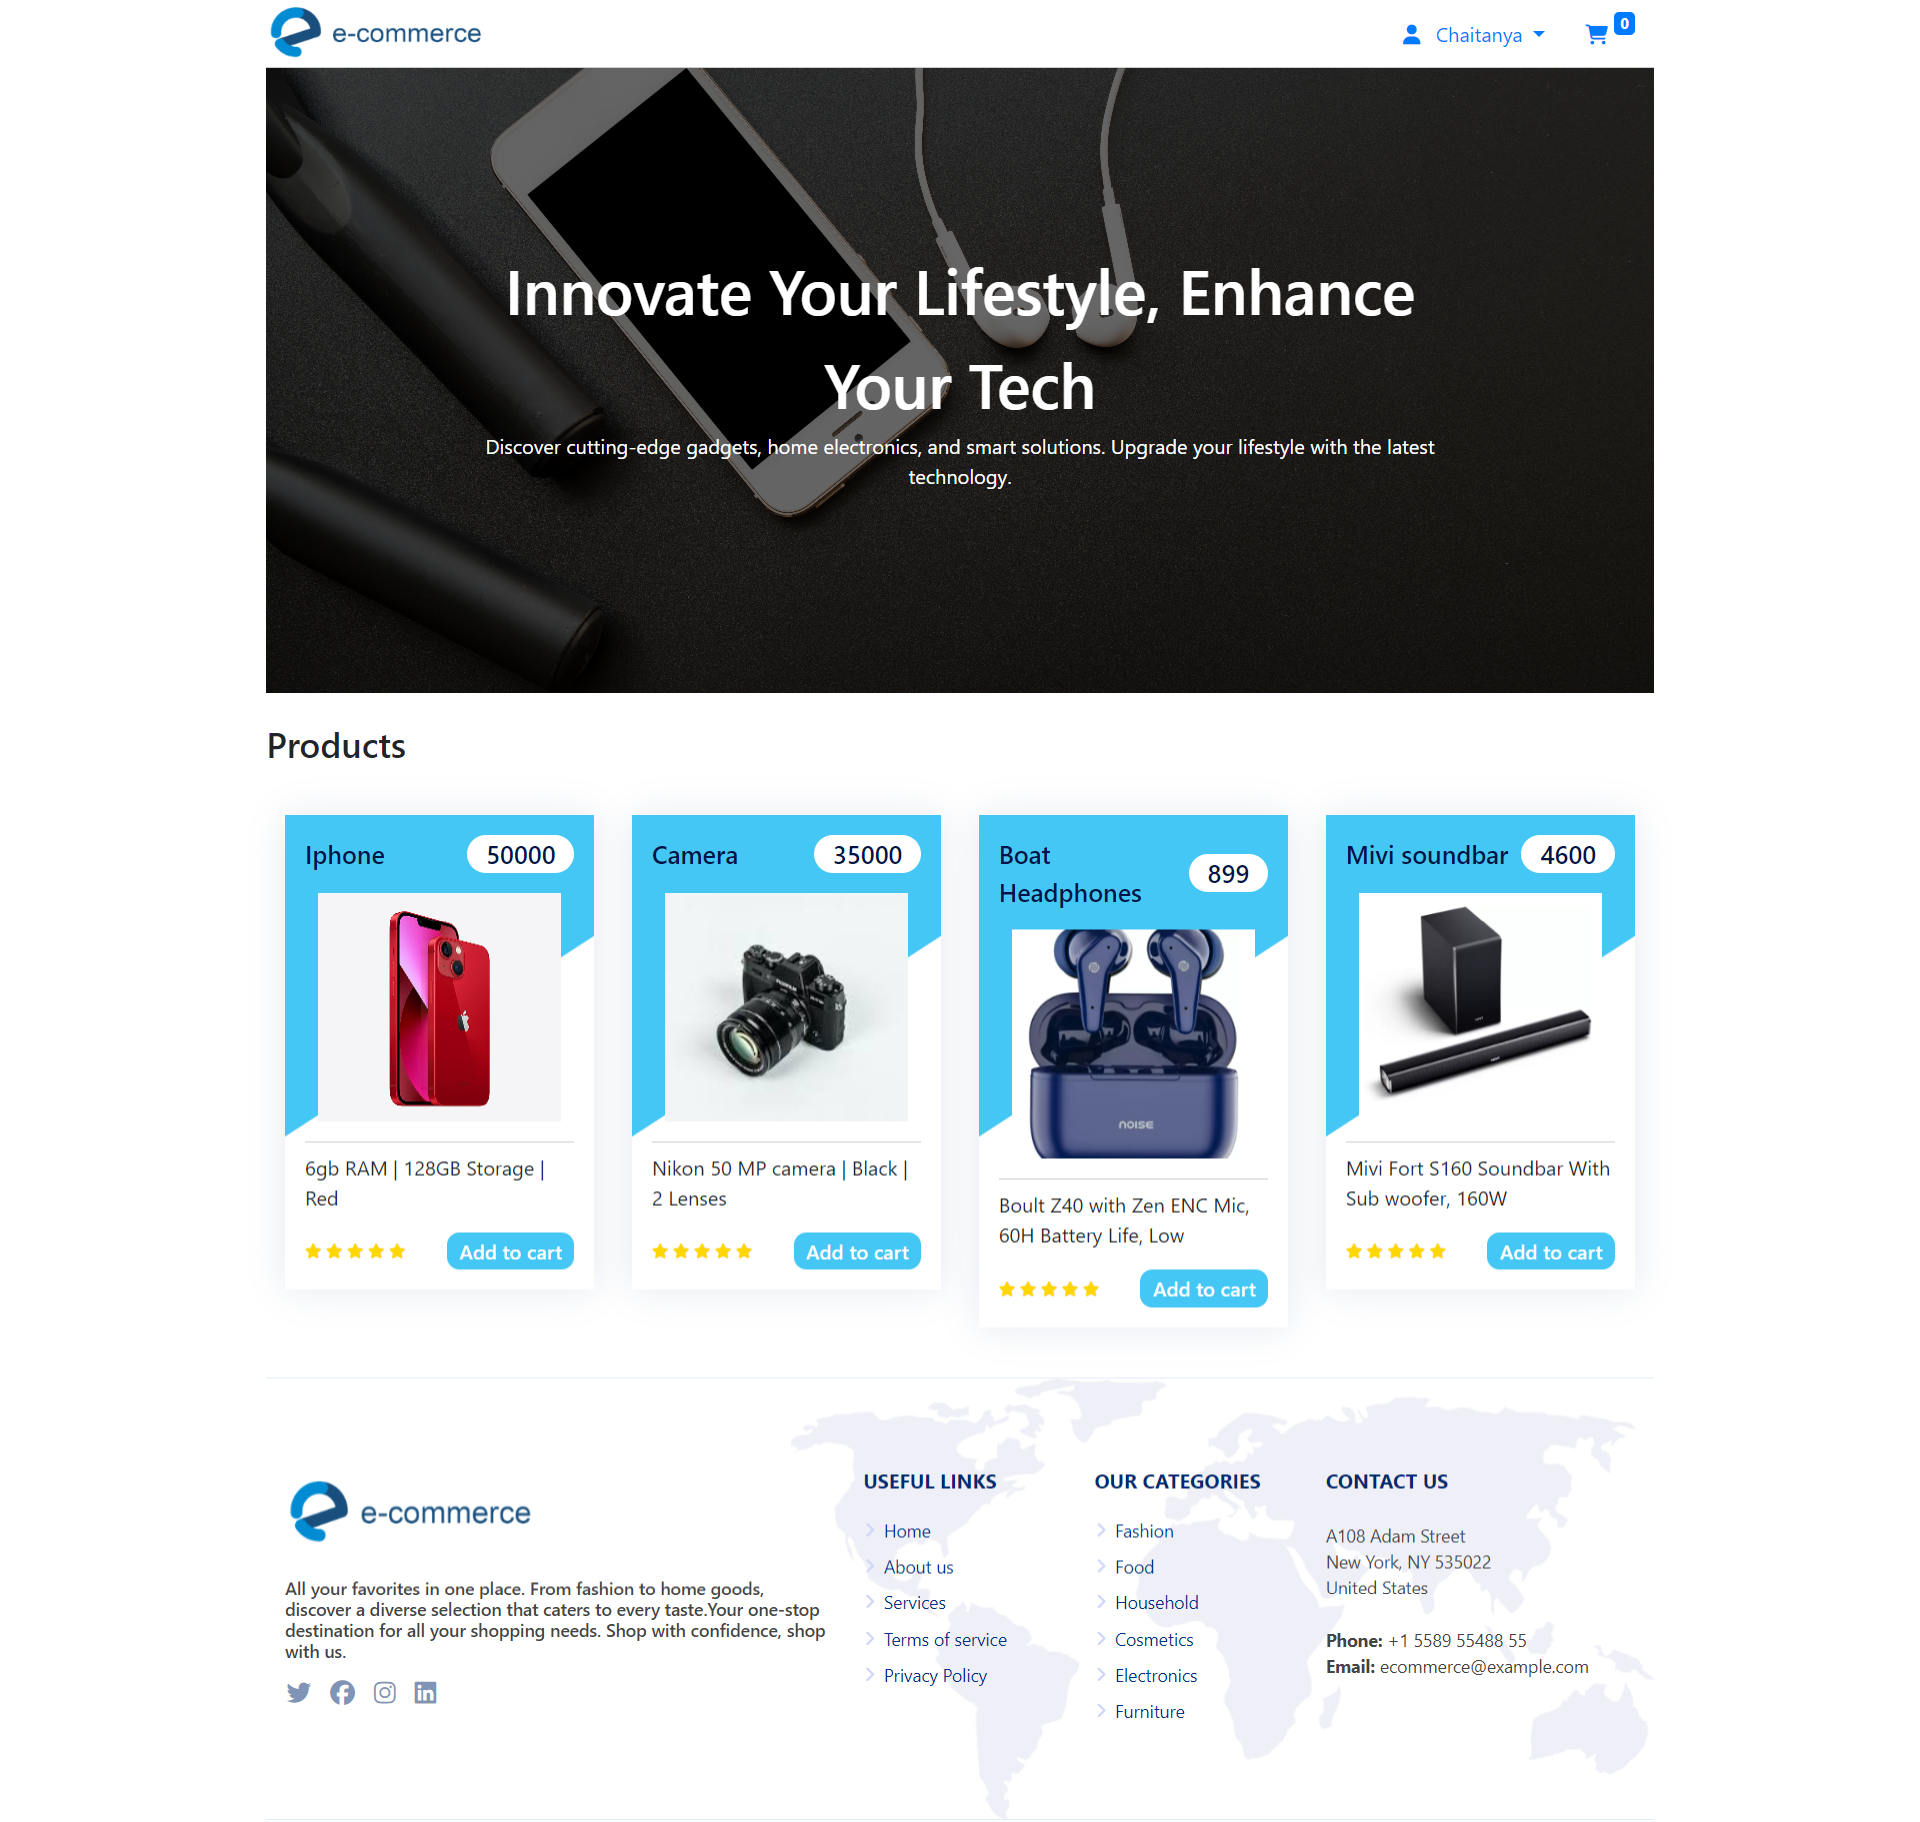 e-commerce
Chaitanya
0
Innovate Your Lifestyle, Enhance
Your Tech
Discover cutting-edge gadgets, home electronics, and smart solutions. Upgrade your lifestyle with the latest
technology.
Products
Iphone
50000
6gb RAM | 128GB Storage |
Red
Add to cart
Camera
35000
FUJIFILM
Nikon 50 MP camera | Black |
2 Lenses
Add to cart
Boat
Headphones
899
noise
Boult Z40 with Zen ENC Mic,
60H Battery Life, Low
Add to cart
Mivi soundbar
4600
Mivi Fort S160 Soundbar With
Sub woofer, 160W
Add to cart
e-commerce
All your favorites in one place. From fashion to home goods,
discover a diverse selection that caters to every taste.Your one-stop
destination for all your shopping needs. Shop with confidence, shop
with us.
USEFUL LINKS
Home
About us
Services
Terms of service
Privacy Policy
OUR CATEGORIES
Fashion
Food
Household
Cosmetics
Electronics
Furniture
CONTACT US
A108 Adam Street
New York, NY 535022
United States
Phone: +1 5589 55488 55
Email: ecommerce@example.com